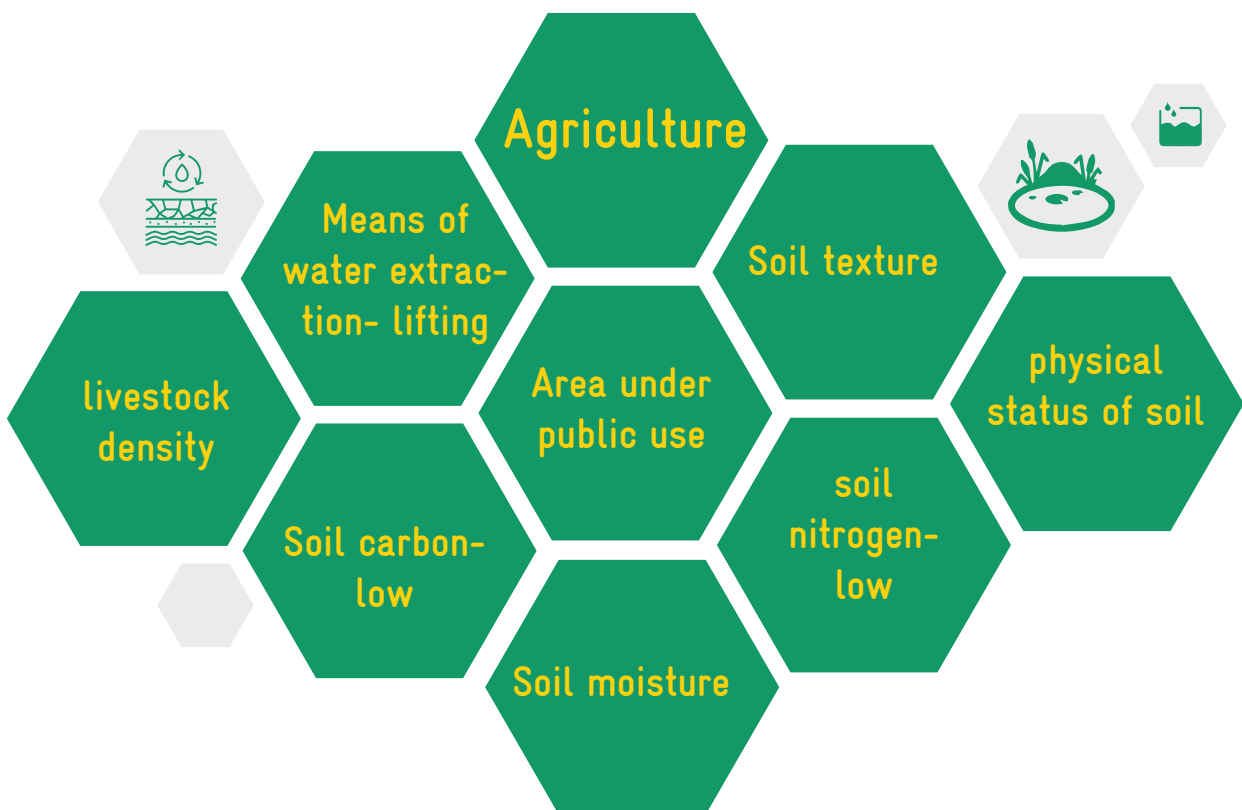 Agriculture
Means of
water extrac-
tion- lifting
Soil texture
livestock
density
Area under
public use
physical
status of soil
Soil carbon-
low
soil
nitrogen-
low
Soil moisture